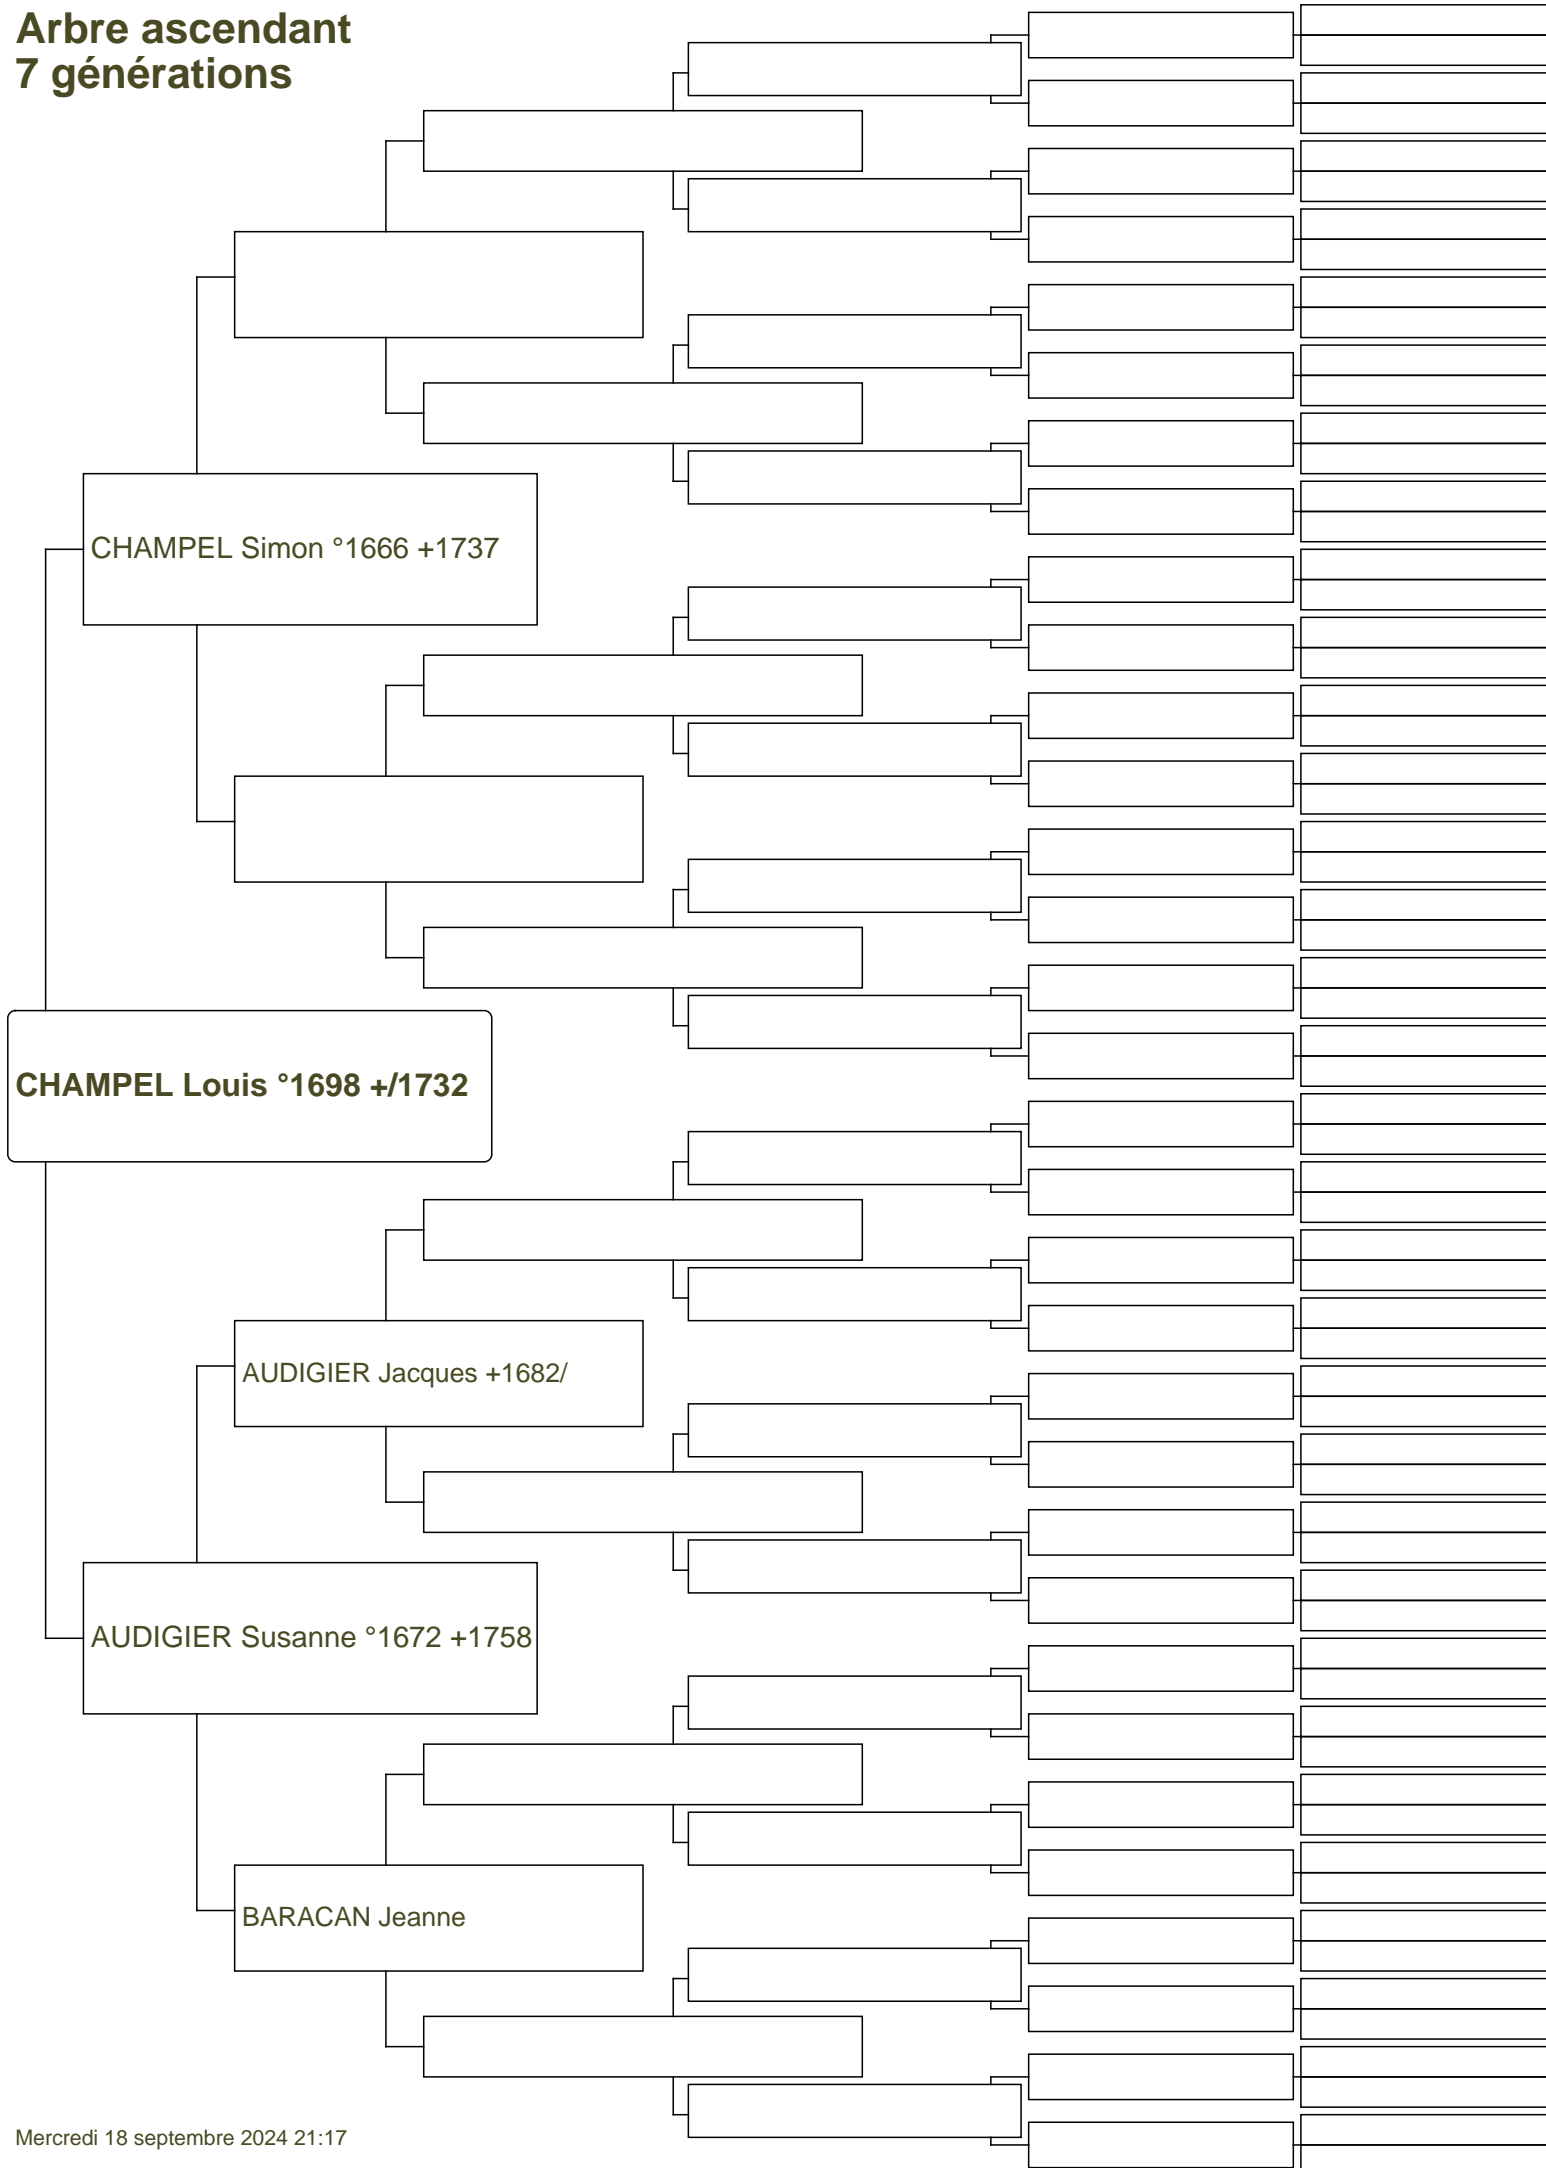 Arbre ascendant
7 générations
CHAMPEL Simon °1666 +1737
CHAMPEL Louis °1698 +/1732
AUDIGIER Jacques +1682/
AUDIGIER Susanne °1672 +1758
BARACAN Jeanne
Mercredi 18 septembre 2024 21:17